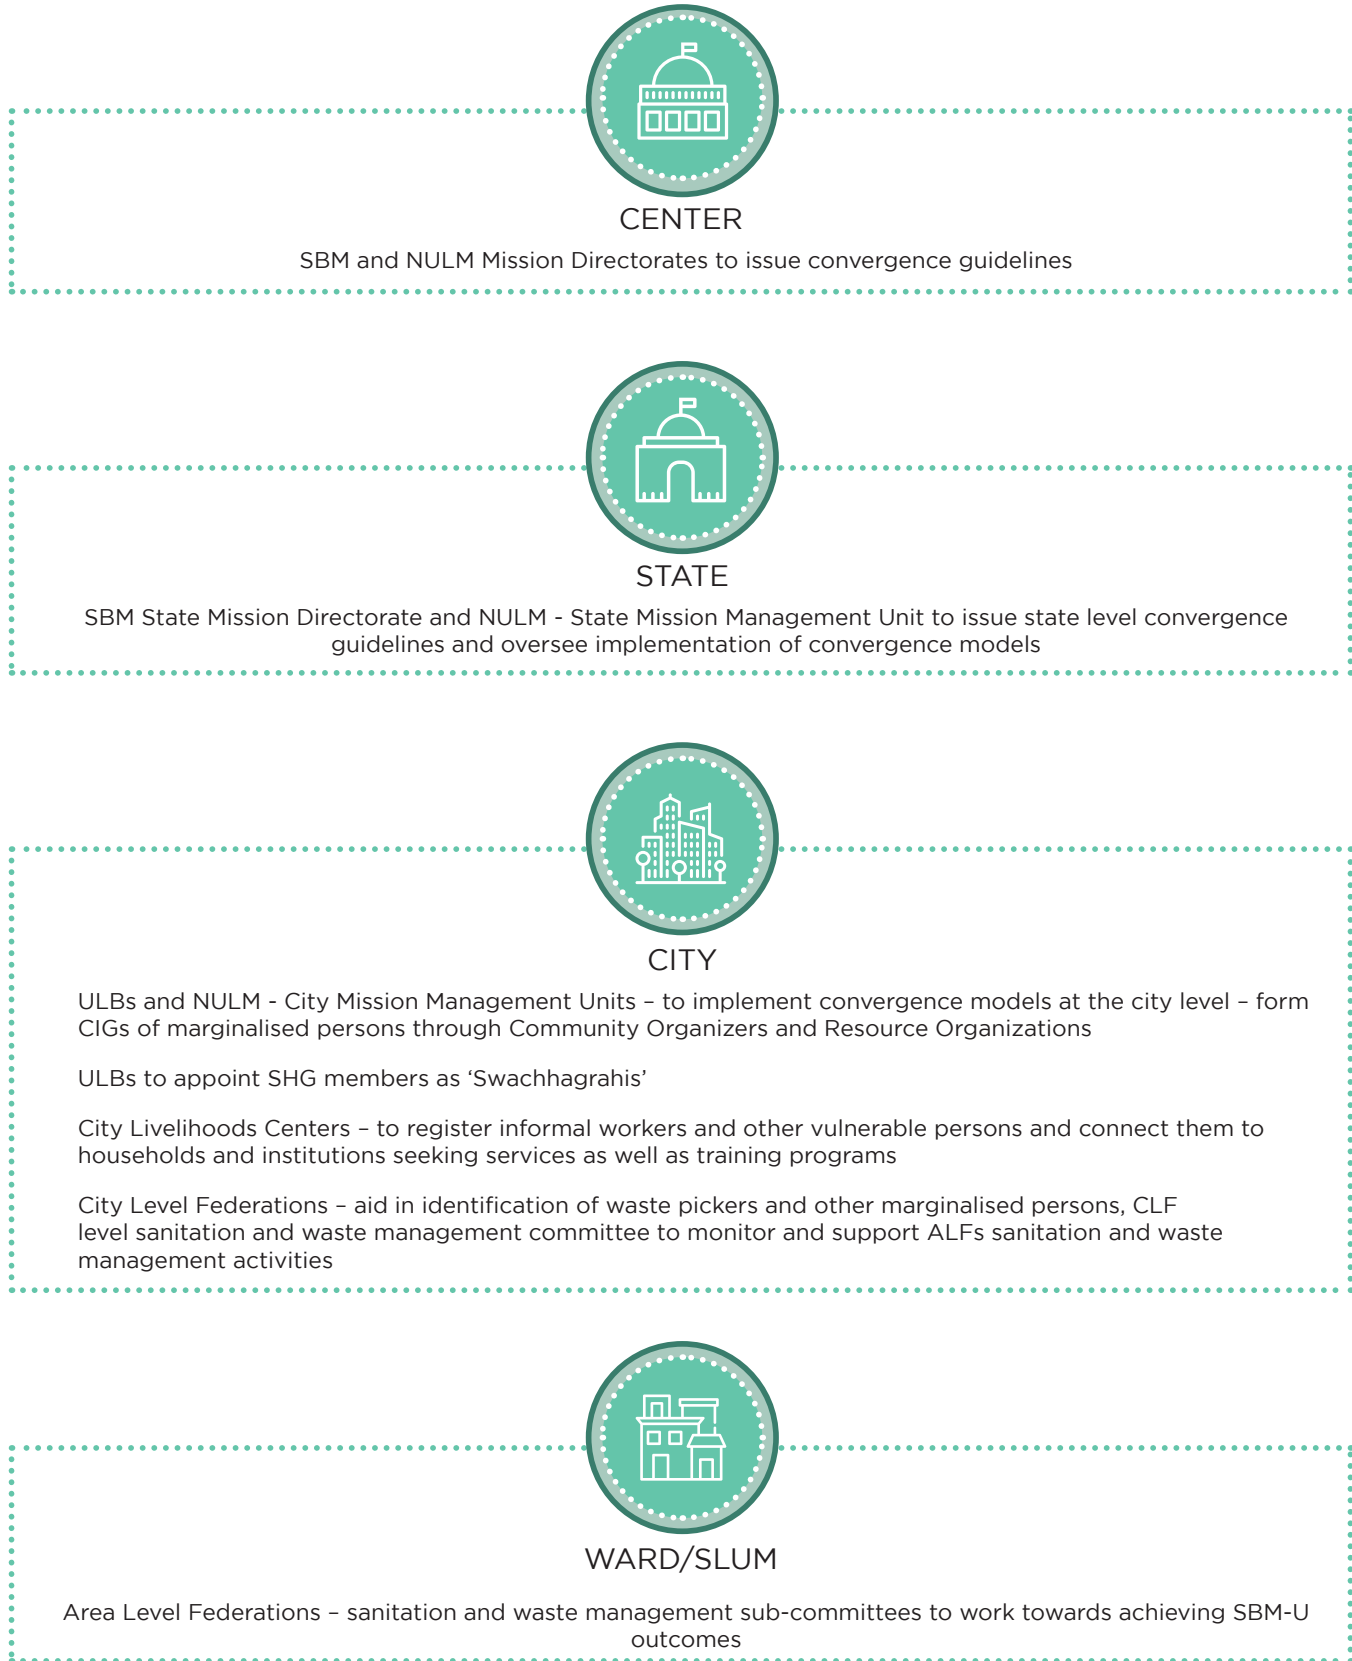 CENTER
SBM and NULM Mission Directorates to issue convergence guidelines
STATE
SBM State Mission Directorate and NULM - State Mission Management Unit to issue state level convergence
guidelines and oversee implementation of convergence models
CITY
ULBs and NULM - City Mission Management Units – to implement convergence models at the city level – form
CIGs of marginalised persons through Community Organizers and Resource Organizations
ULBs to appoint SHG members as ‘Swachhagrahis’
City Livelihoods Centers – to register informal workers and other vulnerable persons and connect them to
households and institutions seeking services as well as training programs
City Level Federations – aid in identification of waste pickers and other marginalised persons, CLF
level sanitation and waste management committee to monitor and support ALFs sanitation and waste
management activities
WARD/SLUM
Area Level Federations – sanitation and waste management sub-committees to work towards achieving SBM-U
outcomes